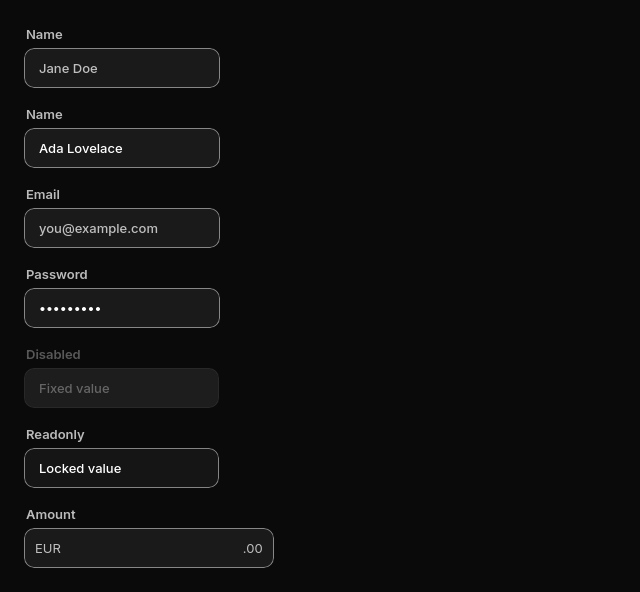 Name
Jane Doe
Name
Ada Lovelace
Email
you@example.com
Password
•••••••••
Disabled
Fixed value
Readonly
Locked value
Amount
EUR .00